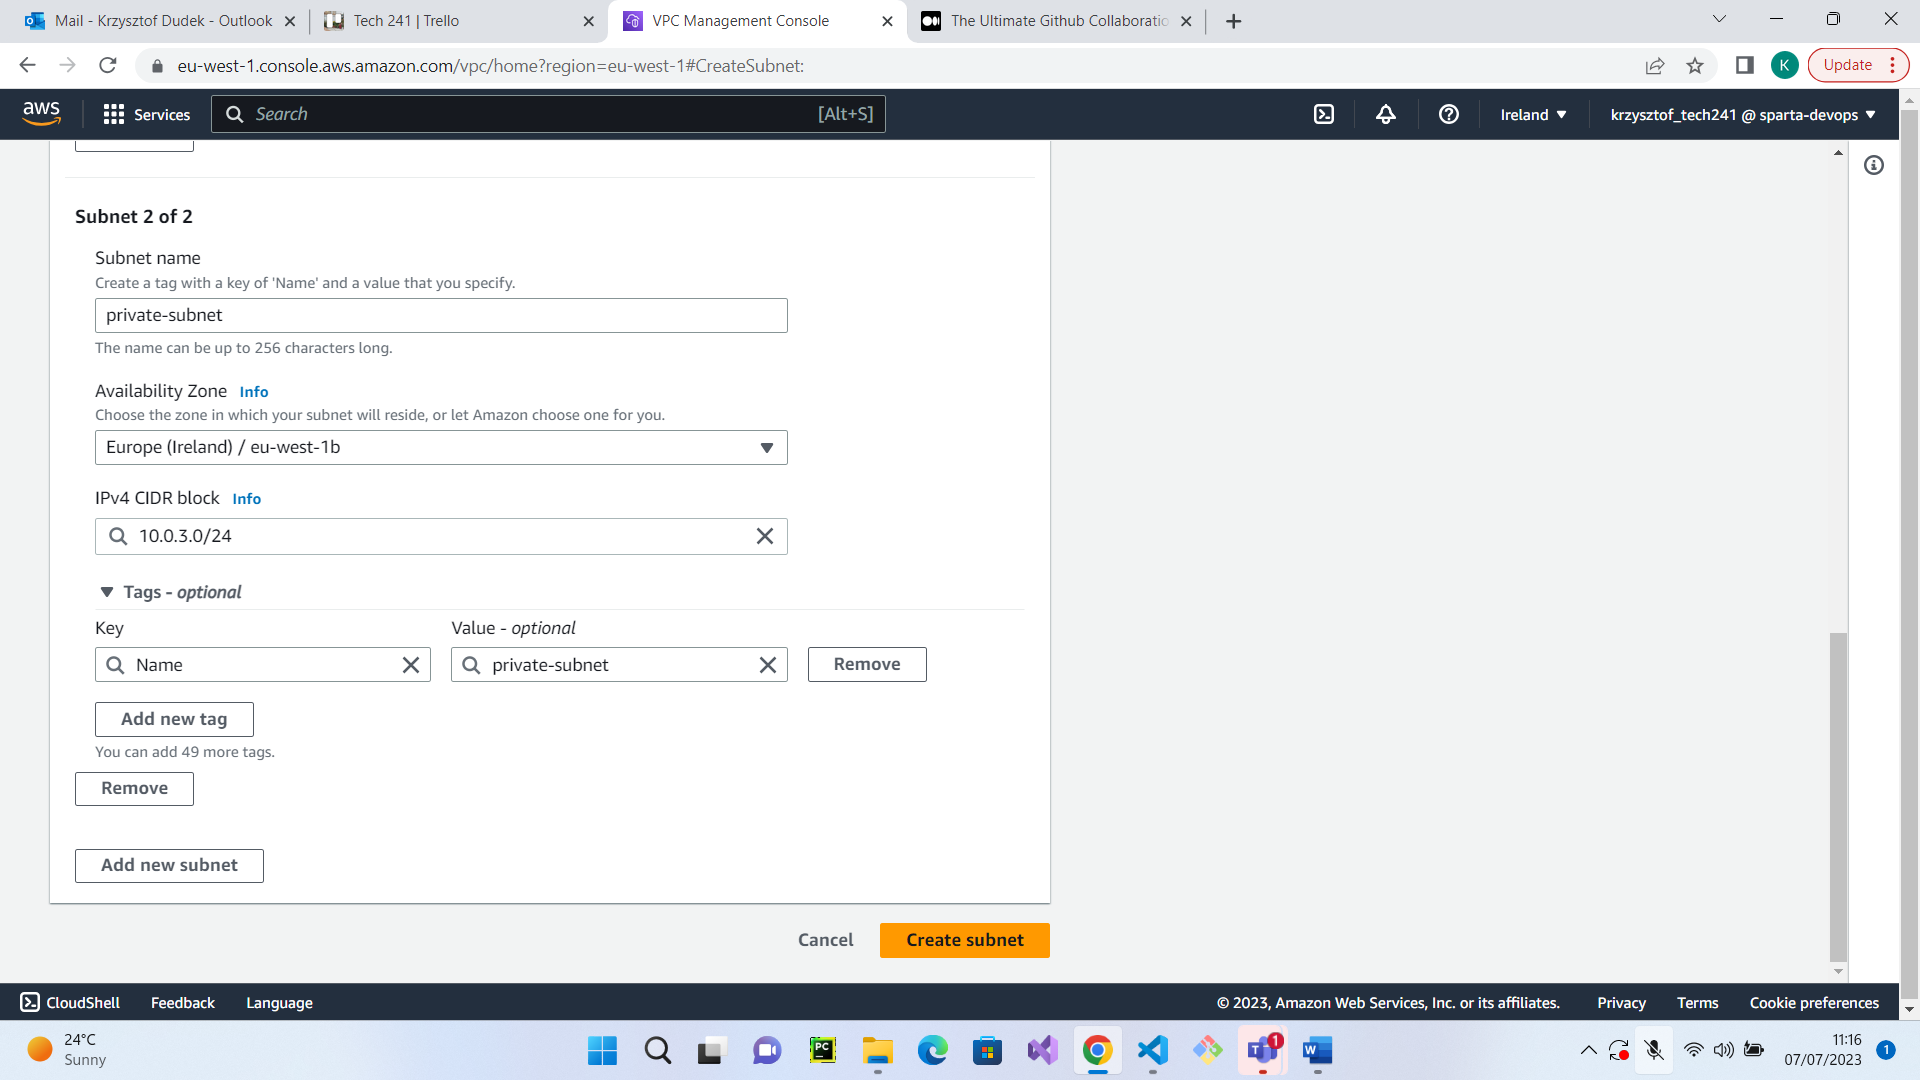 Mail - Krzysztof Dudek - Outlook
Tech 241 | Trello
VPC Management Console
The Ultimate Github Collaboratio
eu-west-1.console.aws.amazon.com/vpc/home?region=eu-west-1#CreateSubnet:
K
Update
aws
Services
Search
[Alt+S]
Ireland
krzysztof_tech241 @ sparta-devops
Subnet 2 of 2
Subnet name
Create a tag with a key of 'Name' and a value that you specify.
private-subnet
The name can be up to 256 characters long.
Availability Zone Info
Choose the zone in which your subnet will reside, or let Amazon choose one for you.
Europe (Ireland) / eu-west-1b
IPv4 CIDR block Info
10.0.3.0/24
Tags - optional
Key
Value - optional
Name
private-subnet
Remove
Add new tag
You can add 49 more tags.
Remove
Add new subnet
Cancel
Create subnet
CloudShell
Feedback
Language
© 2023, Amazon Web Services, Inc. or its affiliates.
Privacy
Terms
Cookie preferences
24°C
Sunny
PC
T
1
W
11:16
07/07/2023
1